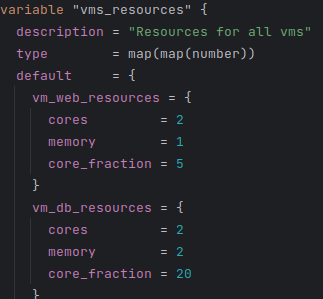 variable "vms_resources" {
  description = "Resources for all vms"
  type        = map(map(number))
  default     = {
    vm_web_resources = {
      cores         = 2
      memory        = 1
      core_fraction = 5
    }
    vm_db_resources = {
      cores         = 2
      memory        = 2
      core_fraction = 20
    }